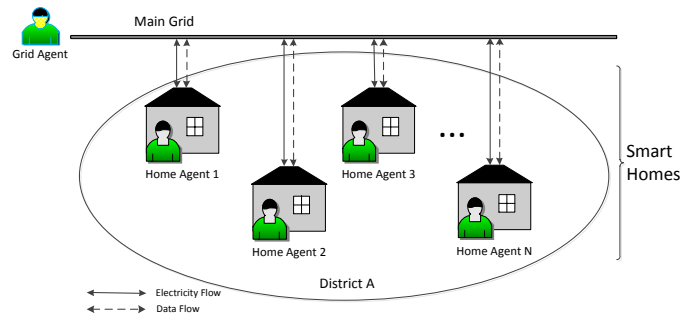 Main Grid
Grid Agent
Home Agent 1
Home Agent 3
...
Smart
Homes
Home Agent 2
Home Agent N
District A
Electricity Flow
Data Flow